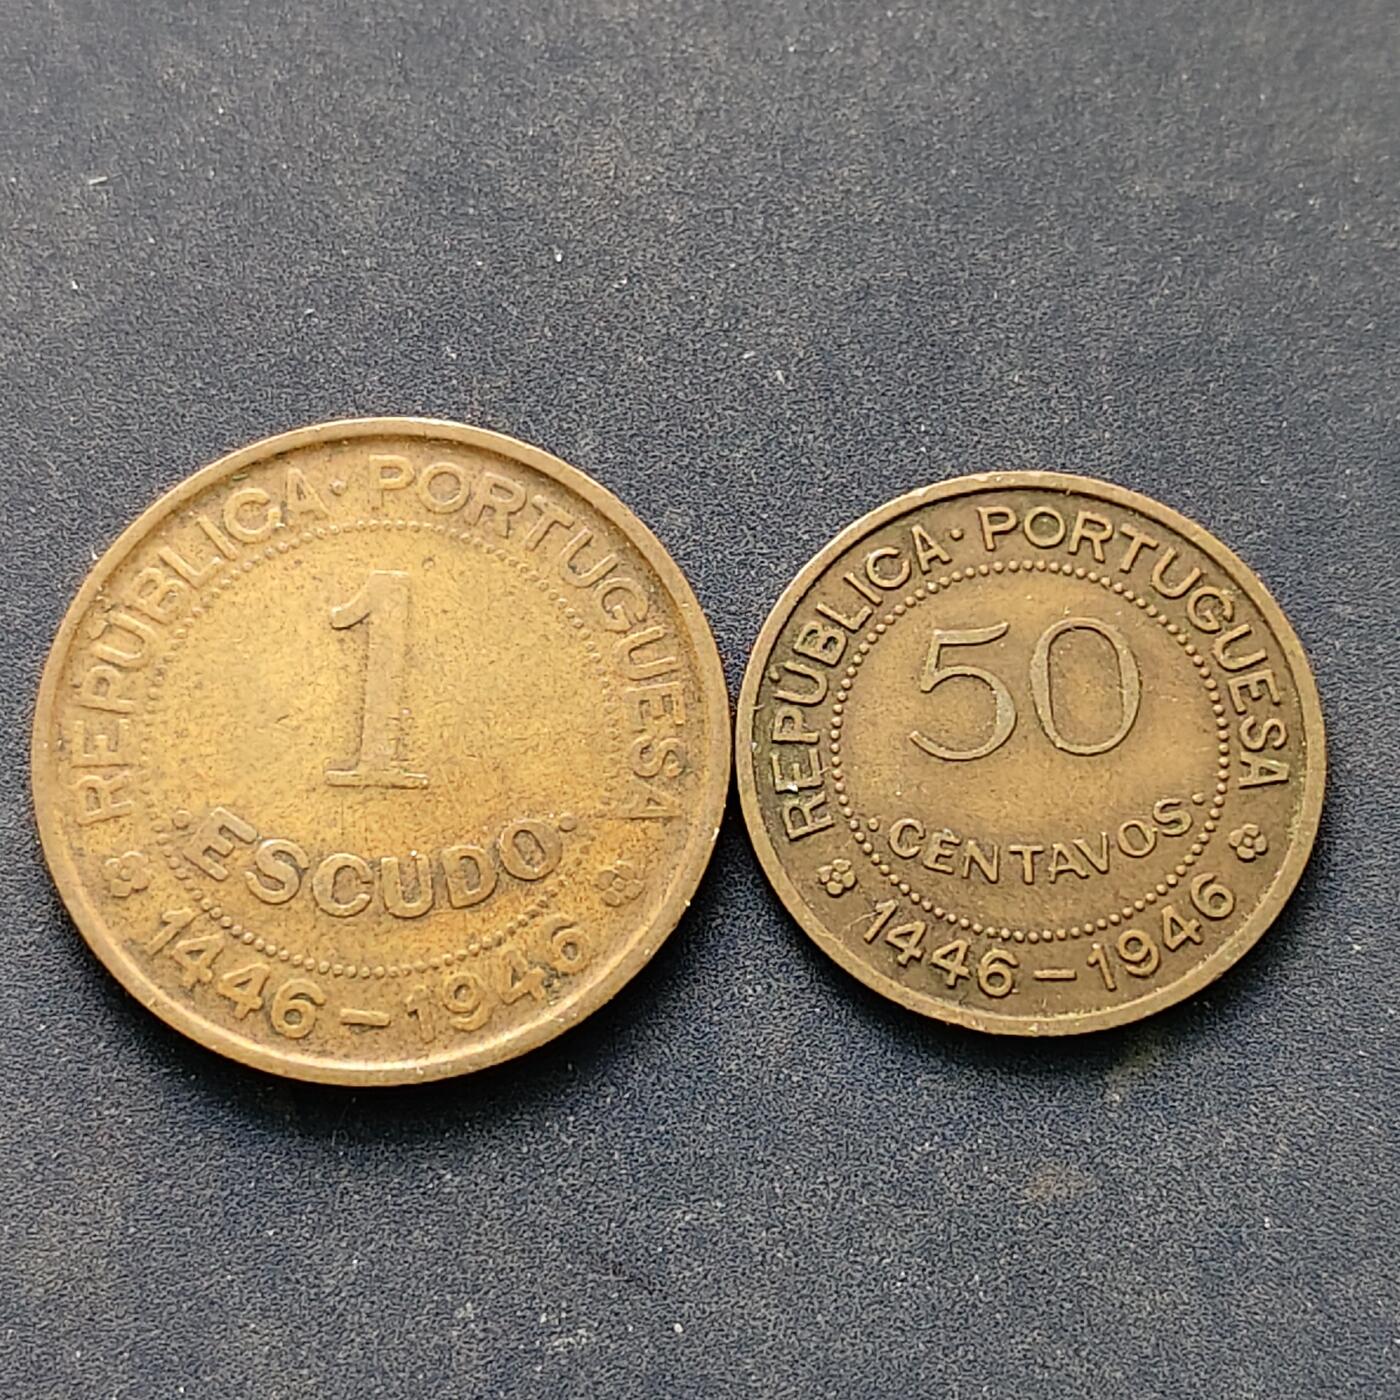 REPÚBLICA · PORTUGUESA
1
· ESCUDO ·
1446 – 1946
REPÚBLICA · PORTUGUESA
50
· CENTAVOS ·
1446 – 1946